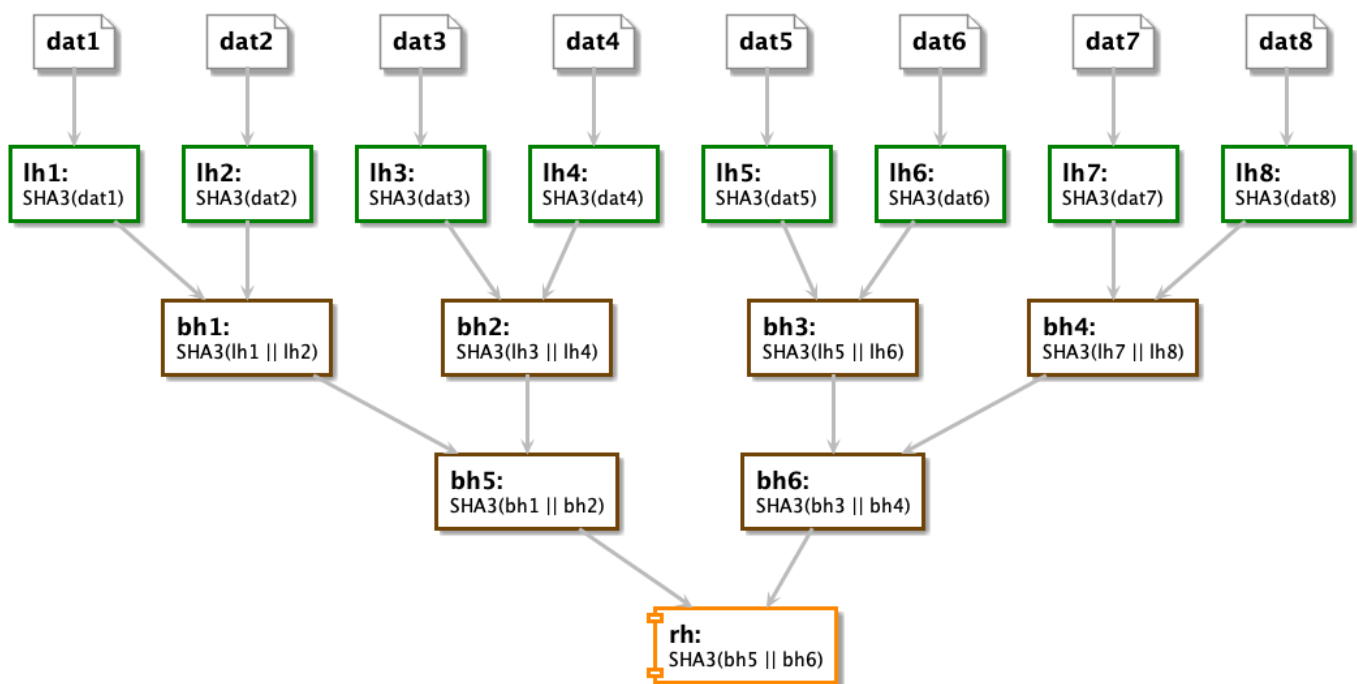 dat1
dat2
dat3
dat4
dat5
dat6
dat7
dat8
lh1:
SHA3(dat1)
lh2:
SHA3(dat2)
lh3:
SHA3(dat3)
lh4:
SHA3(dat4)
lh5:
SHA3(dat5)
lh6:
SHA3(dat6)
lh7:
SHA3(dat7)
lh8:
SHA3(dat8)
bh1:
SHA3(lh1 || lh2)
bh2:
SHA3(lh3 || lh4)
bh3:
SHA3(lh5 || lh6)
bh4:
SHA3(lh7 || lh8)
bh5:
SHA3(bh1 || bh2)
bh6:
SHA3(bh3 || bh4)
rh:
SHA3(bh5 || bh6)